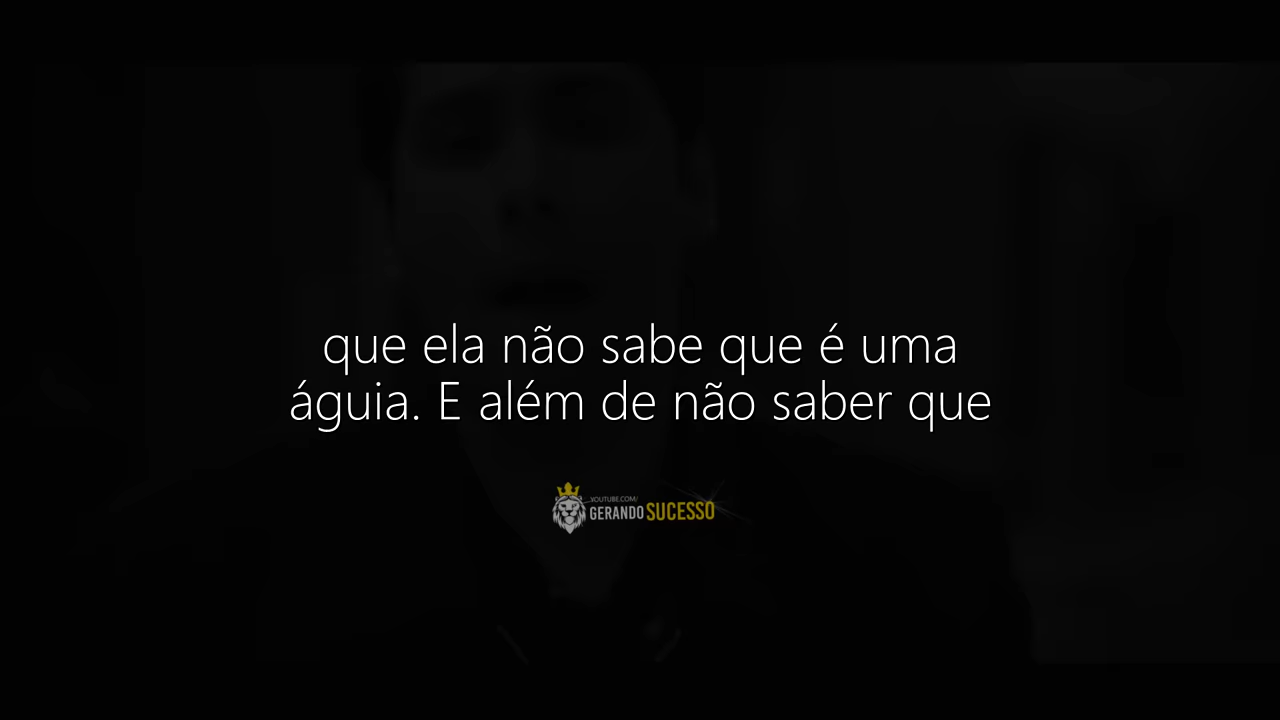 que ela não sabe que é uma
águia. E além de não saber que
YOUTUBE.COM/
GERANDO SUCESSO